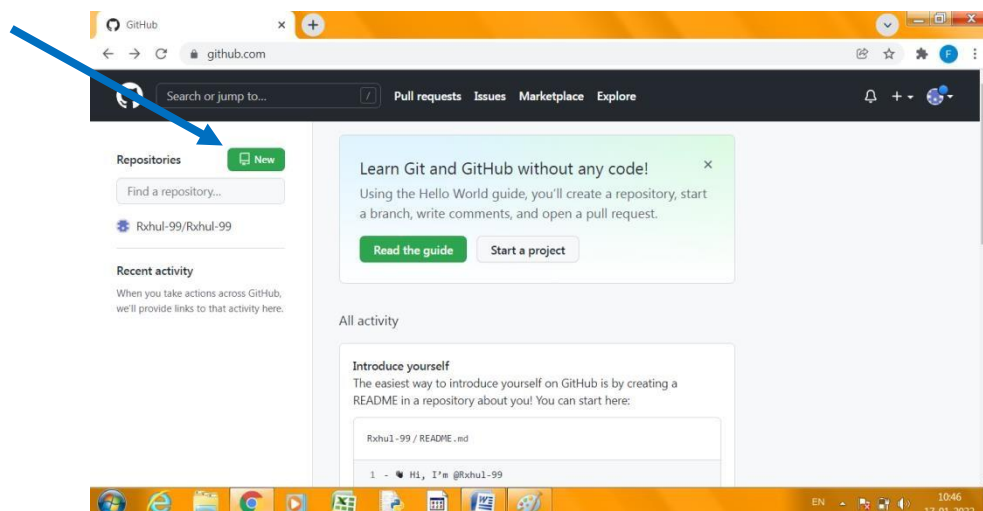 GitHub
github.com
F
Search or jump to...
/
Pull requests Issues Marketplace Explore
Repositories
New
Find a repository...
Rxhul-99/Rxhul-99
Recent activity
When you take actions across GitHub,
we'll provide links to that activity here.
Learn Git and GitHub without any code!
Using the Hello World guide, you'll create a repository, start
a branch, write comments, and open a pull request.
Read the guide
Start a project
All activity
Introduce yourself
The easiest way to introduce yourself on GitHub is by creating a
README in a repository about you! You can start here:
Rxhul-99 / README.md
1 - 👋 Hi, I'm @Rxhul-99
EN
10:46